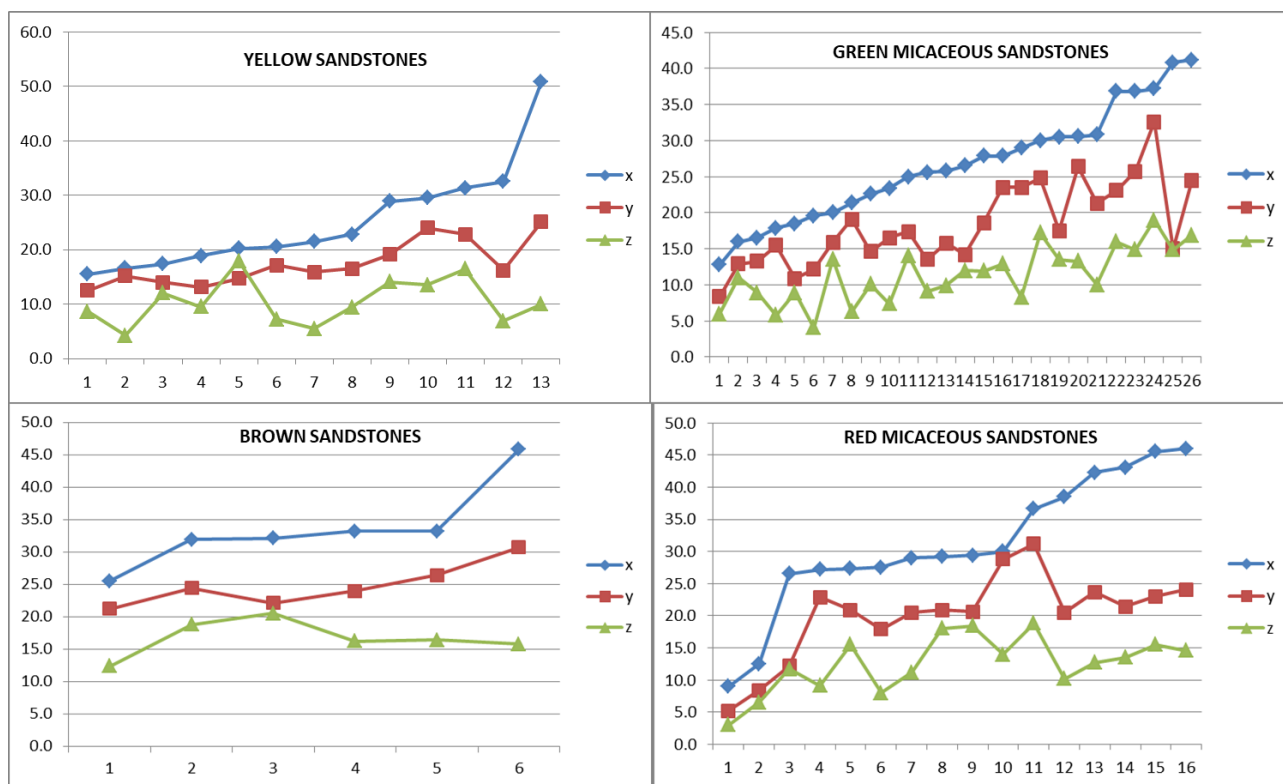 YELLOW SANDSTONES
60.0
50.0
40.0
30.0
20.0
10.0
0.0
1 2 3 4 5 6 7 8 9 10 11 12 13
x
y
z
GREEN MICACEOUS SANDSTONES
45.0
40.0
35.0
30.0
25.0
20.0
15.0
10.0
5.0
0.0
1 2 3 4 5 6 7 8 9 10 11 12 13 14 15 16 17 18 19 20 21 22 23 24 25 26
x
y
z
BROWN SANDSTONES
50.0
45.0
40.0
35.0
30.0
25.0
20.0
15.0
10.0
5.0
0.0
1 2 3 4 5 6
x
y
z
RED MICACEOUS SANDSTONES
50.0
45.0
40.0
35.0
30.0
25.0
20.0
15.0
10.0
5.0
0.0
1 2 3 4 5 6 7 8 9 10 11 12 13 14 15 16
x
y
z